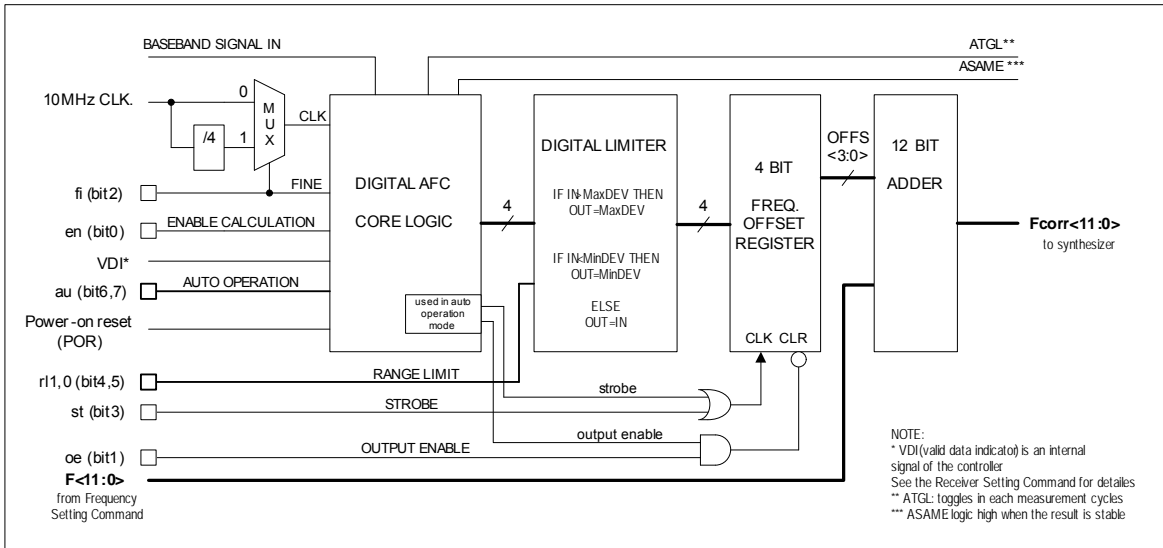 BASEBAND SIGNAL IN
ATGL**
ASAME ***
10MHz CLK.
0
MUX
CLK
/4
1
fi (bit2)
FINE
en (bit0)
ENABLE CALCULATION
VDI*
au (bit6,7)
AUTO OPERATION
Power-on reset
(POR)
rl1,0 (bit4,5)
RANGE LIMIT
st (bit3)
STROBE
oe (bit1)
OUTPUT ENABLE
F<11:0>
from Frequency
Setting Command
DIGITAL AFC
CORE LOGIC
used in auto
operation
mode
4
DIGITAL LIMITER
IF IN>MaxDEV THEN
OUT=MaxDEV
IF IN<MinDEV THEN
OUT=MinDEV
ELSE
OUT=IN
4
4 BIT
FREQ.
OFFSET
REGISTER
CLK CLR
strobe
output enable
OFFS
<3:0>
12 BIT
ADDER
Fcorr<11:0>
to synthesizer
NOTE:
* VDI (valid data indicator) is an internal
signal of the controller
See the Receiver Setting Command for detailes
** ATGL: toggles in each measurement cycles
*** ASAME logic high when the result is stable